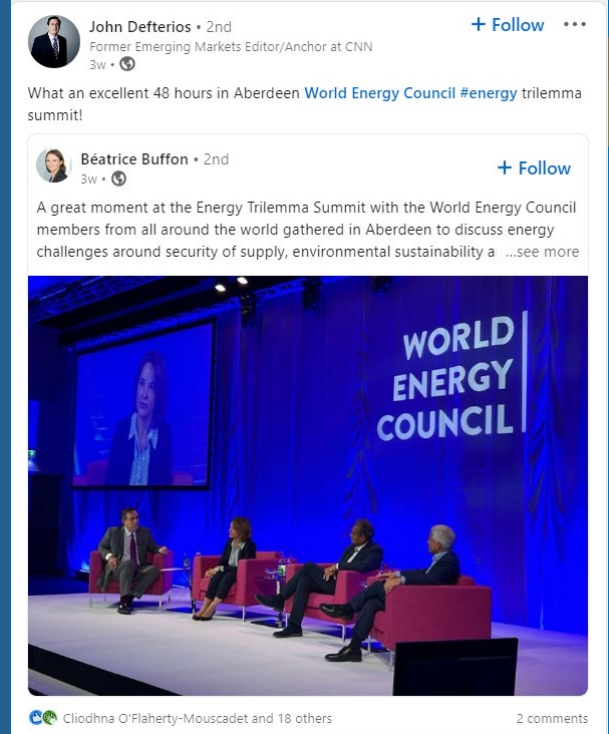 John Defterios • 2nd
+ Follow
Former Emerging Markets Editor/Anchor at CNN
3w •
What an excellent 48 hours in Aberdeen World Energy Council #energy trilemma
summit!
Béatrice Buffon • 2nd
+ Follow
3w •
A great moment at the Energy Trilemma Summit with the World Energy Council
members from all around the world gathered in Aberdeen to discuss energy
challenges around security of supply, environmental sustainability a ...see more
WORLD
ENERGY
COUNCIL
Cliodhna O'Flaherty-Mouscadet and 18 others
2 comments